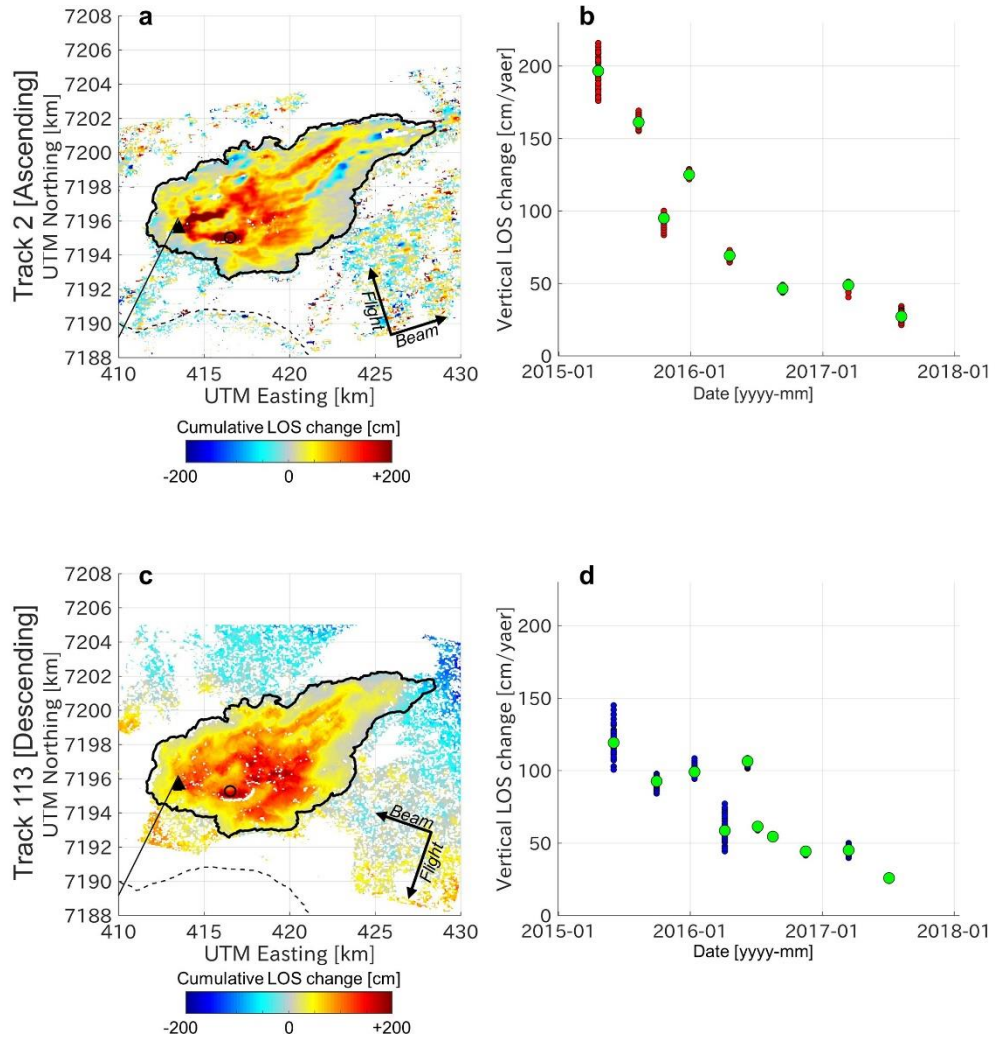 a
Track 2 [Ascending]
UTM Northing [km]
7208
7206
7204
7202
7200
7198
7196
7194
7192
7190
7188
Flight
Beam
410
415
420
425
430
UTM Easting [km]
Cumulative LOS change [cm]
-200
0
+200
b
Vertical LOS change [cm/yaer]
200
150
100
50
0
2015-01
2016-01
2017-01
2018-01
Date [yyyy-mm]
c
Track 113 [Descending]
UTM Northing [km]
7208
7206
7204
7202
7200
7198
7196
7194
7192
7190
7188
Beam
Flight
410
415
420
425
430
UTM Easting [km]
Cumulative LOS change [cm]
-200
0
+200
d
Vertical LOS change [cm/yaer]
200
150
100
50
0
2015-01
2016-01
2017-01
2018-01
Date [yyyy-mm]